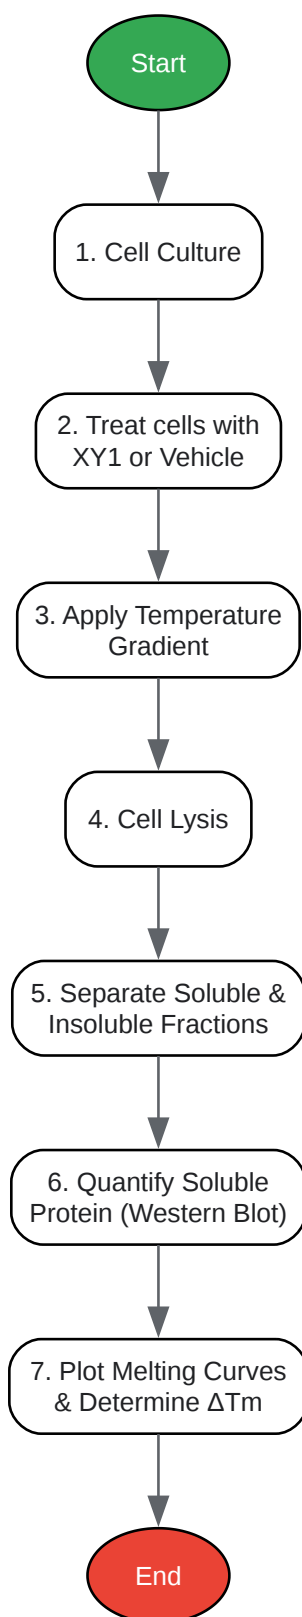 Start
1. Cell Culture
2. Treat cells with
XY1 or Vehicle
3. Apply Temperature
Gradient
4. Cell Lysis
5. Separate Soluble &
Insoluble Fractions
6. Quantify Soluble
Protein (Western Blot)
7. Plot Melting Curves
& Determine ΔTm
End